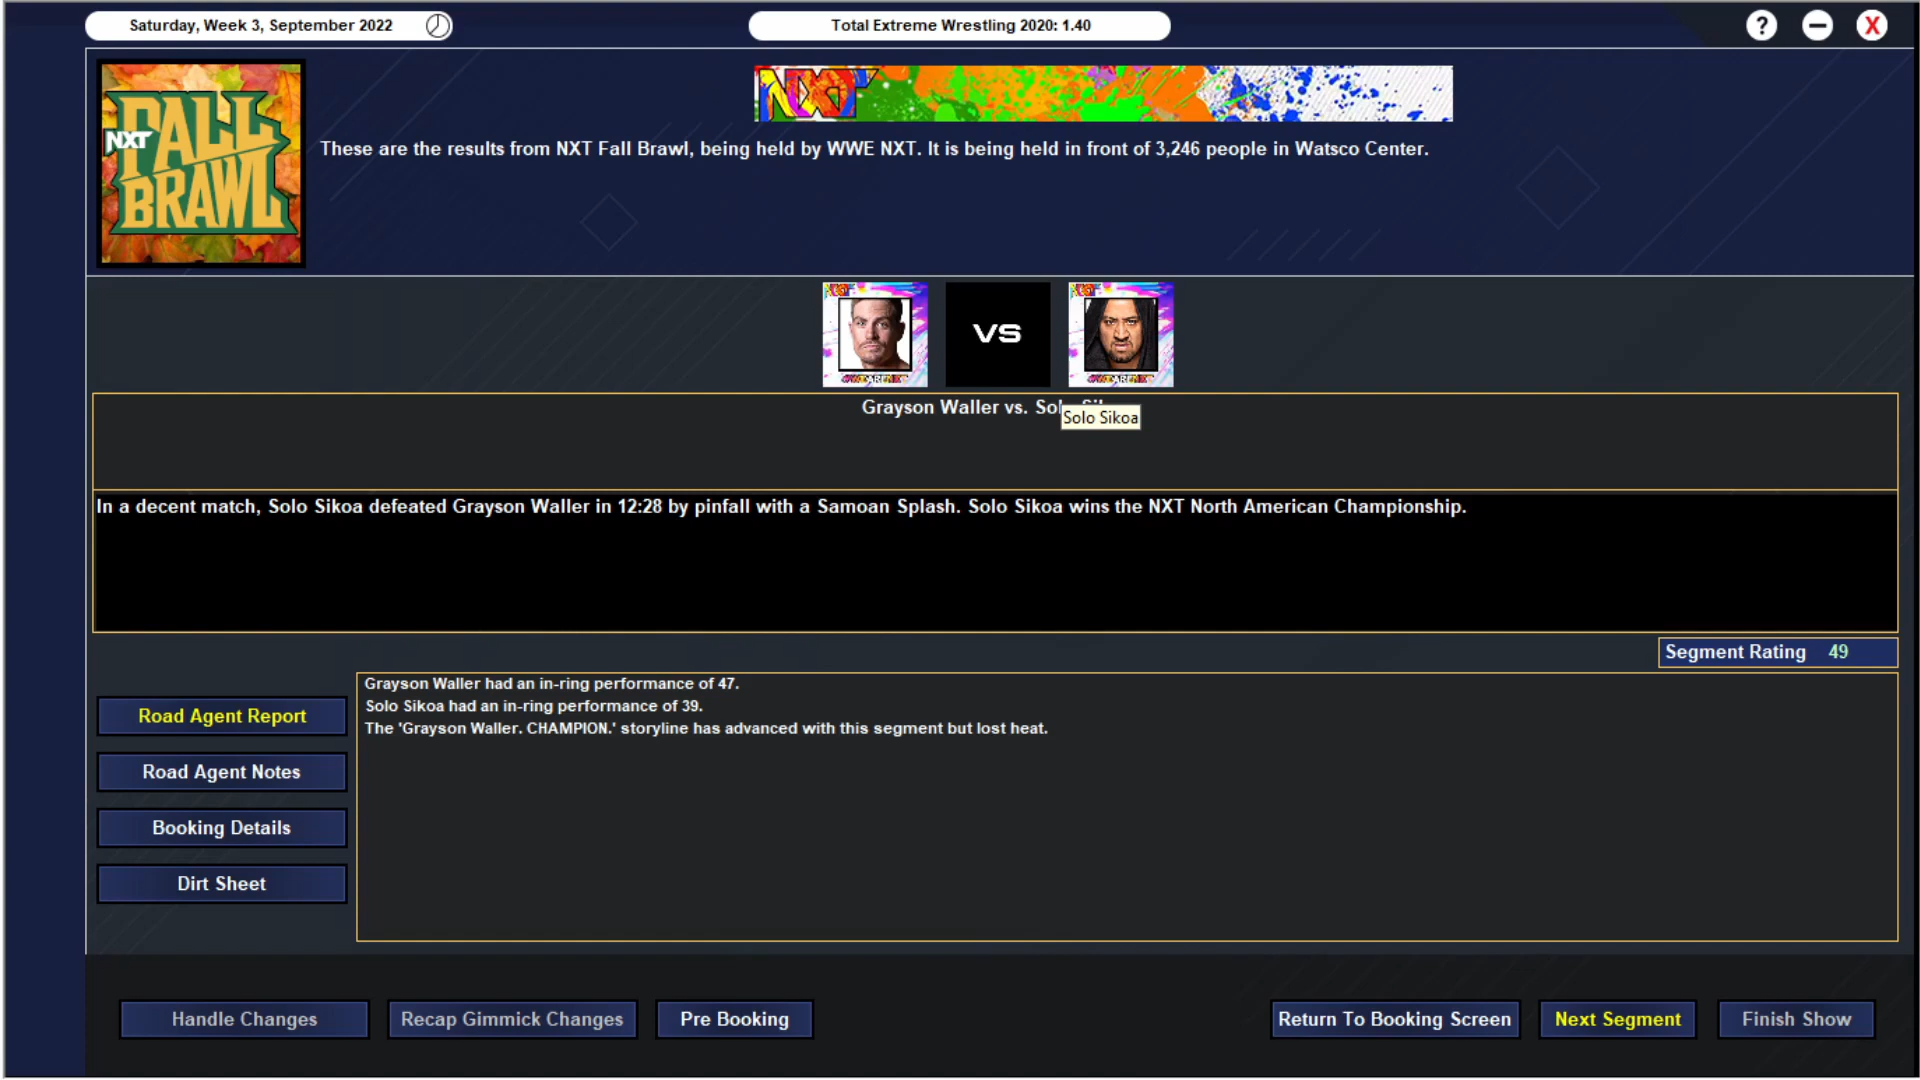 Saturday, Week 3, September 2022
Total Extreme Wrestling 2020: 1.40
?
X
NXT
FALL
BRAWL
NXT
These are the results from NXT Fall Brawl, being held by WWE NXT. It is being held in front of 3,246 people in Watsco Center.
NXT
VS
NXT
#WEARENXT
#WEARENXT
Grayson Waller vs. Solo
Solo Sikoa
In a decent match, Solo Sikoa defeated Grayson Waller in 12:28 by pinfall with a Samoan Splash. Solo Sikoa wins the NXT North American Championship.
Segment Rating 49
Road Agent Report
Road Agent Notes
Booking Details
Dirt Sheet
Grayson Waller had an in-ring performance of 47.
Solo Sikoa had an in-ring performance of 39.
The 'Grayson Waller. CHAMPION.' storyline has advanced with this segment but lost heat.
Handle Changes
Recap Gimmick Changes
Pre Booking
Return To Booking Screen
Next Segment
Finish Show